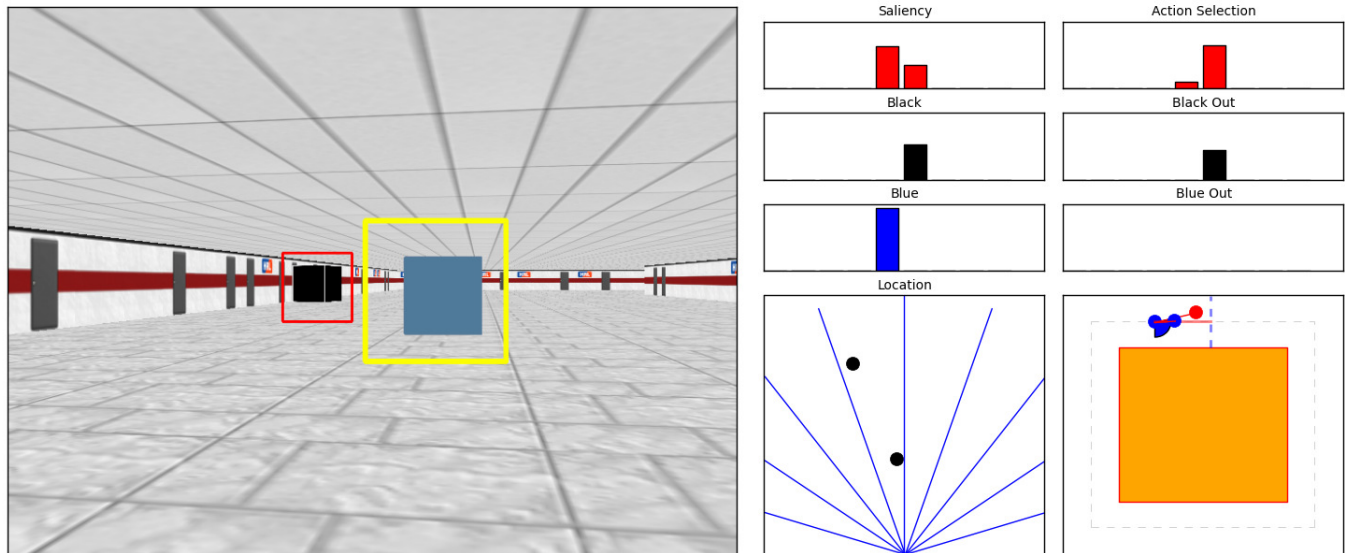 Saliency
Action Selection
Black
Black Out
Blue
Blue Out
Location